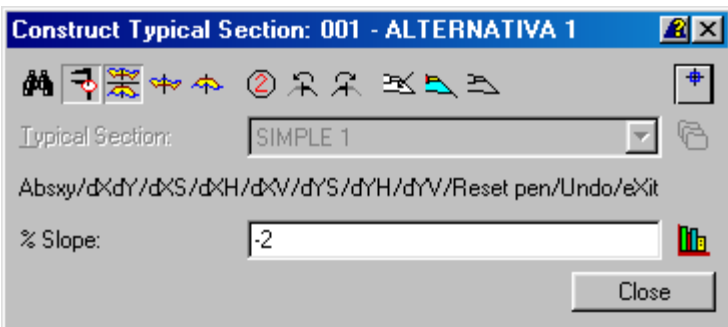 Construct Typical Section: 001 - ALTERNATIVA 1
2
Typical Section: SIMPLE 1
Absxy/dXdY/dXS/dXH/dXV/dYS/dYH/dYV/Reset pen/Undo/eXit
% Slope: -2
Close